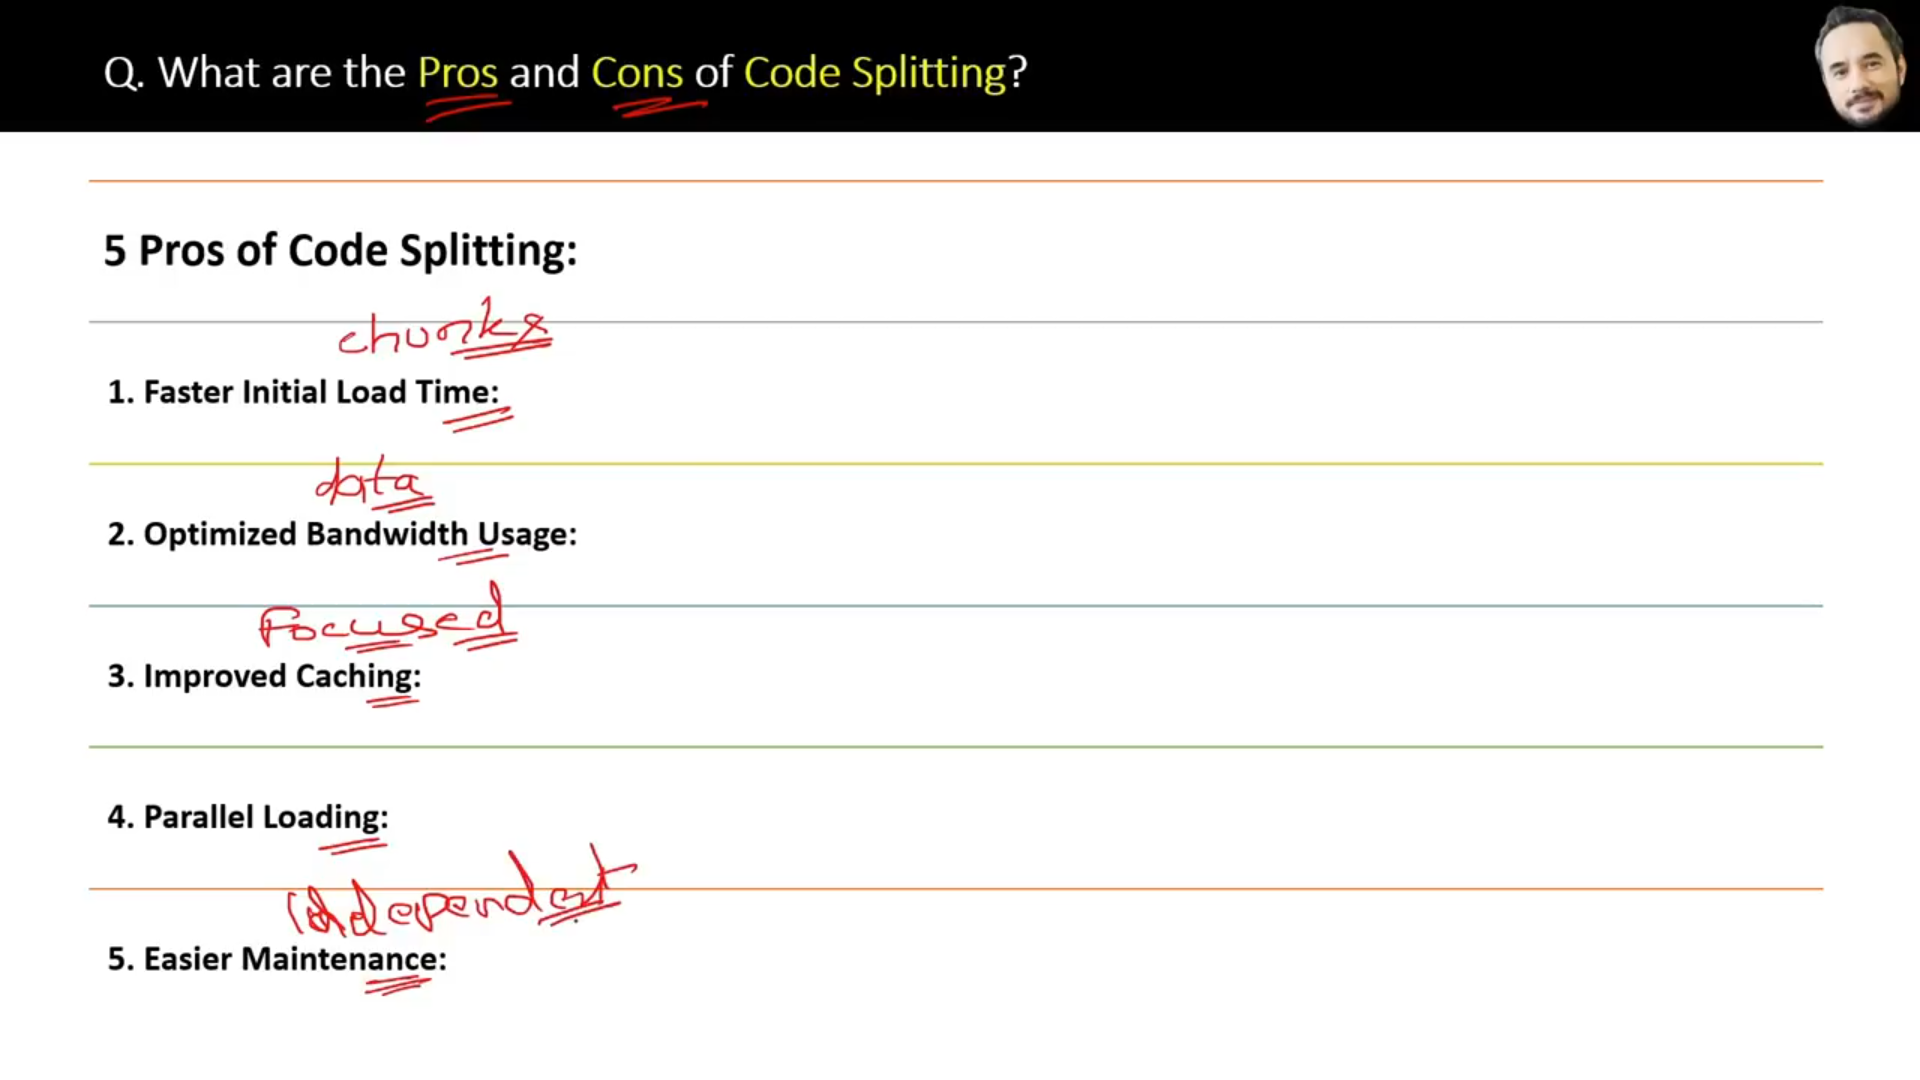 Q. What are the Pros and Cons of Code Splitting?
5 Pros of Code Splitting:
chunks
1. Faster Initial Load Time:
data
2. Optimized Bandwidth Usage:
Focused
3. Improved Caching:
4. Parallel Loading:
independent
5. Easier Maintenance: